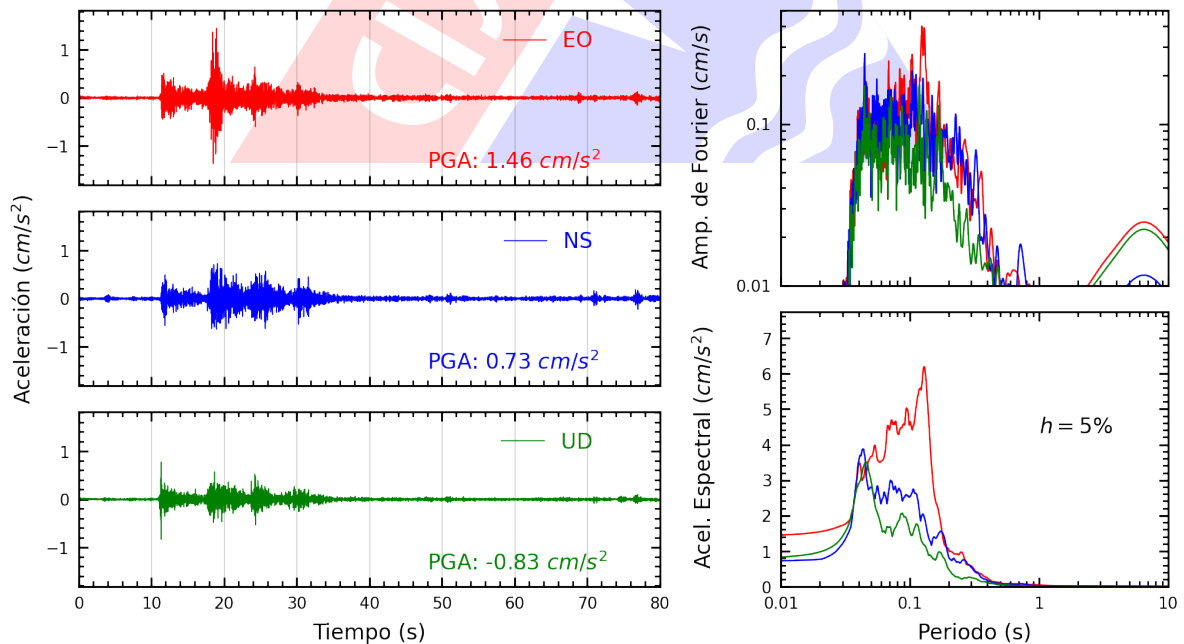 Aceleración (cm/s²)
1
0
−1
EO
PGA: 1.46 cm/s²
1
0
−1
NS
PGA: 0.73 cm/s²
1
0
−1
UD
PGA: -0.83 cm/s²
0 10 20 30 40 50 60 70 80
Tiempo (s)
Amp. de Fourier (cm/s)
0.1
0.01
Acel. Espectral (cm/s²)
7
6
5
4
3
2
1
0
h = 5%
0.01 0.1 1 10
Periodo (s)